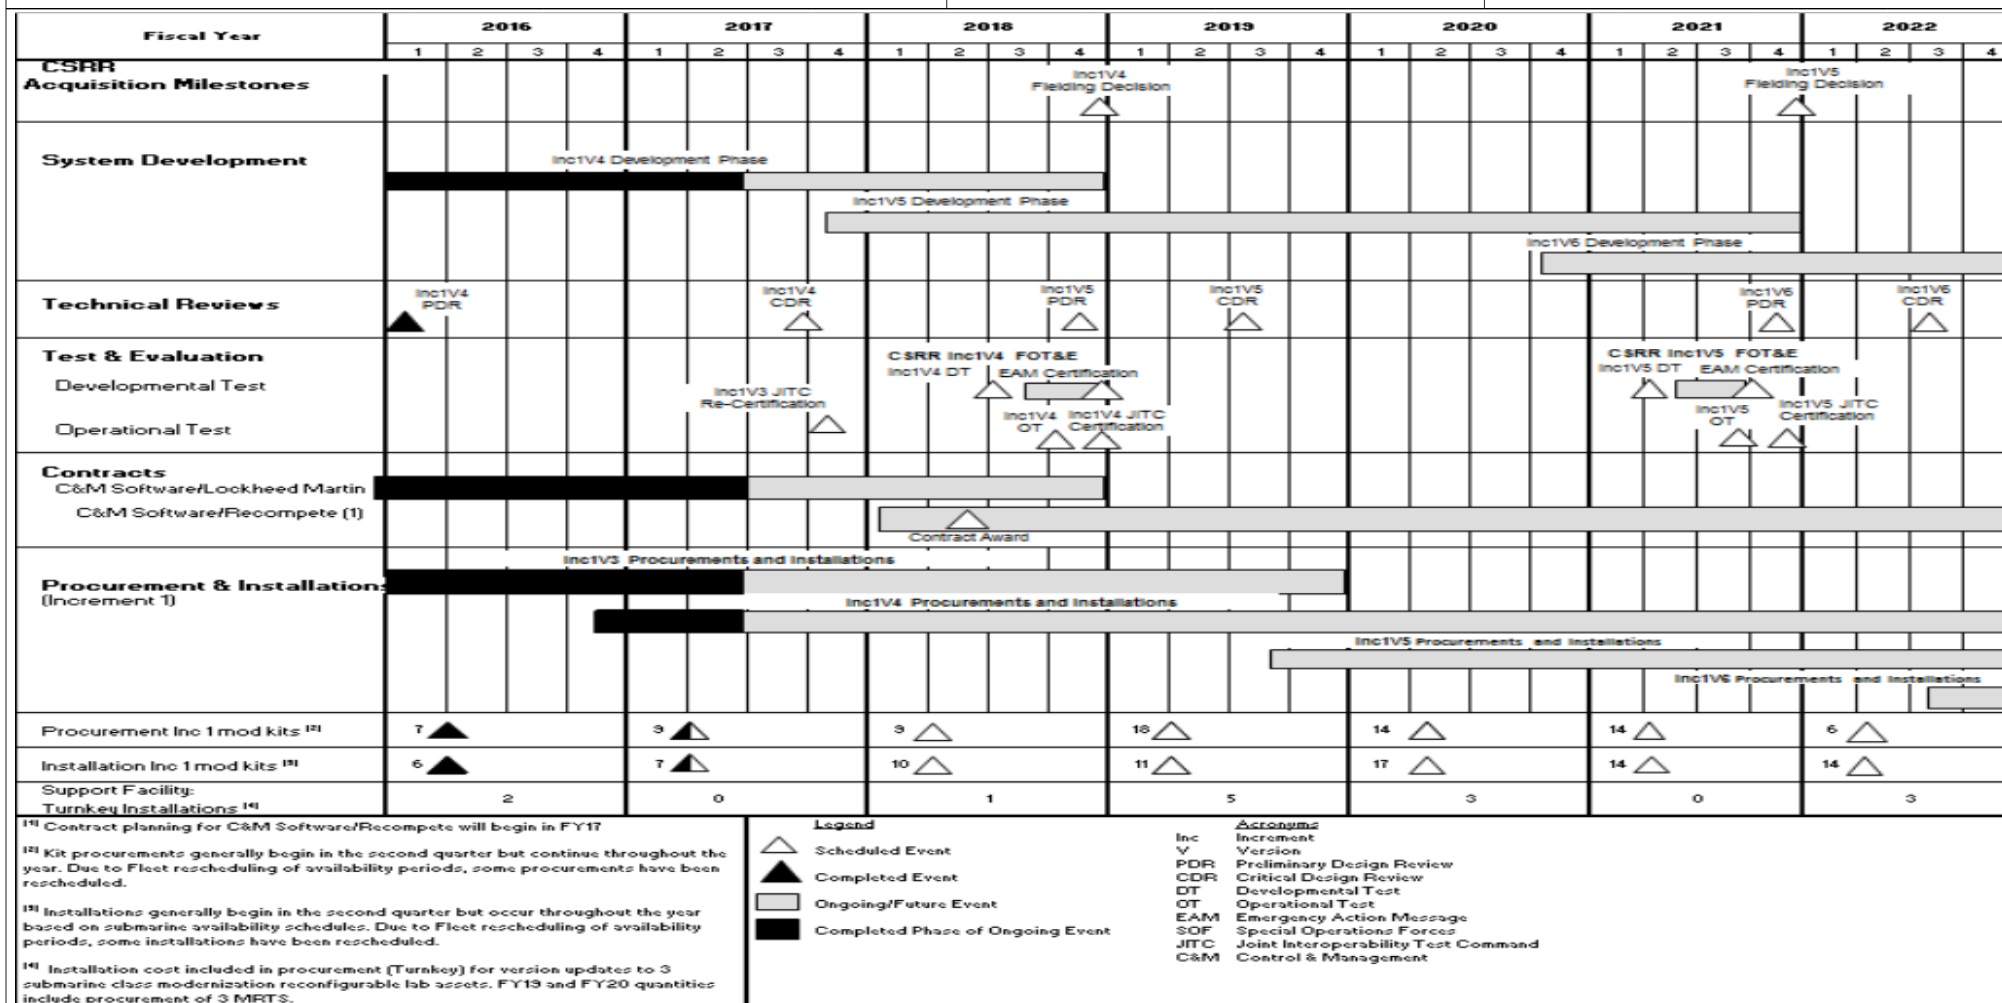 Fiscal Year 2016 2017 2018 2019 2020 2021 2022
1 2 3 4 1 2 3 4 1 2 3 4 1 2 3 4 1 2 3 4 1 2 3 4 1 2 3 4
CSRR
Acquisition Milestones
Inc1V4
Fielding Decision
Inc1V5
Fielding Decision
System Development
Inc1V4 Development Phase
Inc1V5 Development Phase
Inc1V6 Development Phase
Technical Reviews
Inc1V4
PDR
Inc1V4
CDR
Inc1V5
PDR
Inc1V5
CDR
Inc1V6
PDR
Inc1V6
CDR
Test & Evaluation
Developmental Test
Operational Test
Inc1V3 JITC
Re-Certification
CSRR Inc1V4 FOT&E
Inc1V4 DT
EAM Certification
Inc1V4
OT
Inc1V4 JITC
Certification
CSRR Inc1V5 FOT&E
Inc1V5 DT
EAM Certification
Inc1V5
OT
Inc1V5 JITC
Certification
Contracts
C&M Software/Lockheed Martin
C&M Software/Recompete (1)
Contract Award
Procurement & Installations
(Increment 1)
Inc1V3 Procurements and Installations
Inc1V4 Procurements and Installations
Inc1V5 Procurements and Installations
Inc1V6 Procurements and Installations
Procurement Inc 1 mod kits [2] 7 9 9 18 14 14 6
Installation Inc 1 mod kits [3] 6 7 10 11 17 14 14
Support Facility:
Turnkey Installations [4] 2 0 1 5 3 0 3
[1] Contract planning for C&M Software/Recompete will begin in FY17
[2] Kit procurements generally begin in the second quarter but continue throughout the
year. Due to Fleet rescheduling of availability periods, some procurements have been
rescheduled.
[3] Installations generally begin in the second quarter but occur throughout the year
based on submarine availability schedules. Due to Fleet rescheduling of availability
periods, some installations have been rescheduled.
[4] Installation cost included in procurement (Turnkey) for version updates to 3
submarine class modernization reconfigurable lab assets. FY19 and FY20 quantities
include procurement of 3 MRTS.
Legend
Scheduled Event
Completed Event
Ongoing/Future Event
Completed Phase of Ongoing Event
Acronyms
Inc Increment
V Version
PDR Preliminary Design Review
CDR Critical Design Review
DT Developmental Test
OT Operational Test
EAM Emergency Action Message
SOF Special Operations Forces
JITC Joint Interoperability Test Command
C&M Control & Management